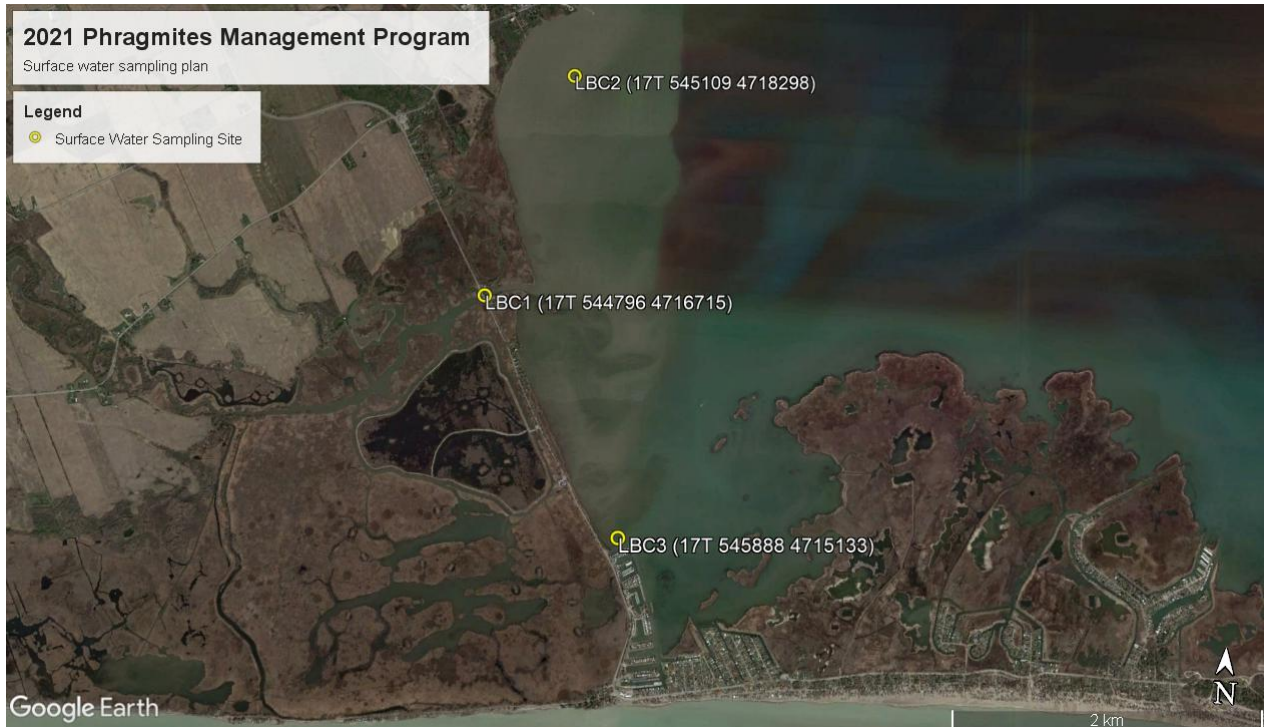 2021 Phragmites Management Program
Surface water sampling plan
Legend
Surface Water Sampling Site
LBC2 (17T 545109 4718298)
LBC1 (17T 544796 4716715)
LBC3 (17T 545888 4715133)
N
Google Earth
2 km